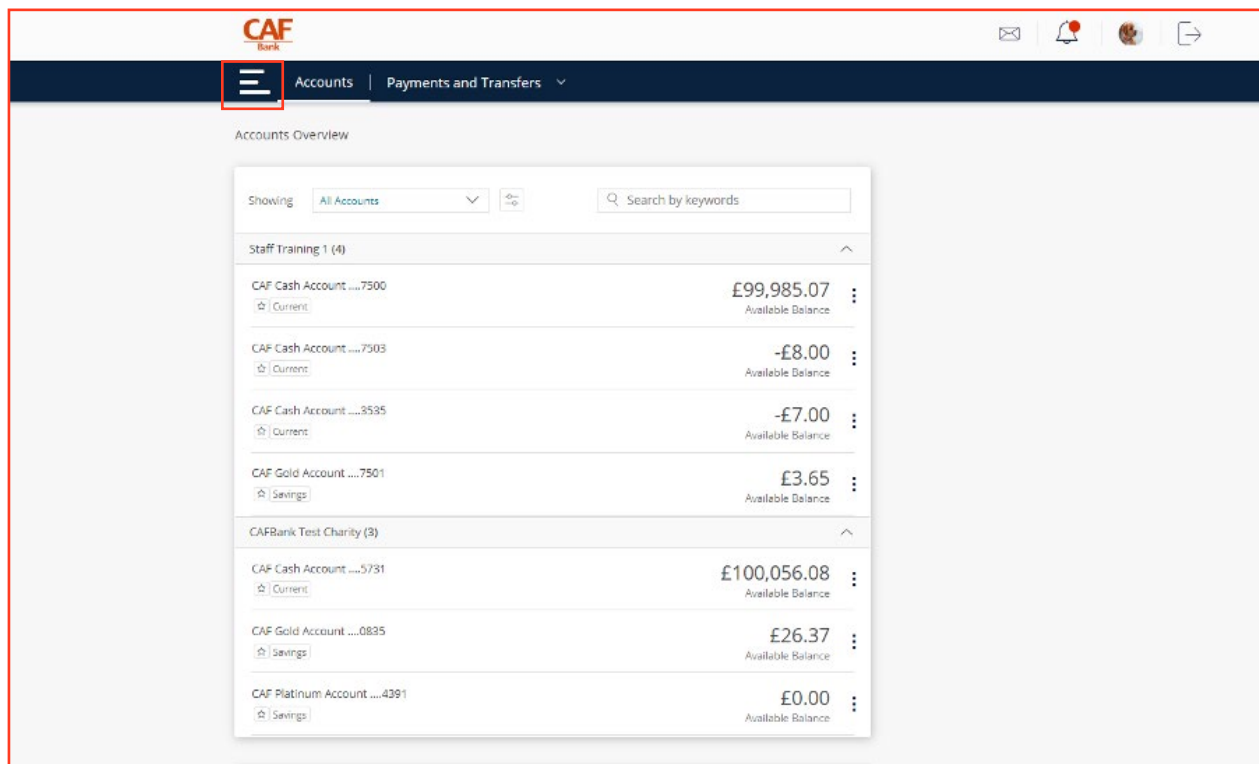 CAF
Bank
Accounts | Payments and Transfers
Accounts Overview
Showing All Accounts Search by keywords
Staff Training 1 (4)
CAF Cash Account ....7500 £99,985.07
Current Available Balance
CAF Cash Account ....7503 -£8.00
Current Available Balance
CAF Cash Account ....3535 -£7.00
Current Available Balance
CAF Gold Account ....7501 £3.65
Savings Available Balance
CAFBank Test Charity (3)
CAF Cash Account ....5731 £100,056.08
Current Available Balance
CAF Gold Account ....0835 £26.37
Savings Available Balance
CAF Platinum Account ....4391 £0.00
Savings Available Balance